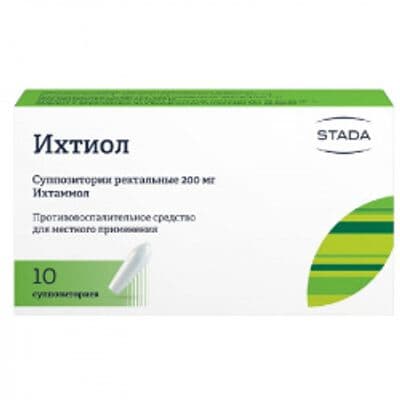 STADA
Ихтиол
Суппозитории ректальные 200 мг
Ихтаммол
Противовоспалительное средство
для местного применения
10
суппозиториев